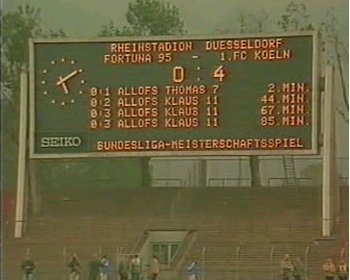 RHEINSTADION DUESSELDORF
FORTUNA 95 - 1.FC KOELN
0 : 4
0:1 ALLOFS THOMAS 7 2.MIN.
0:2 ALLOFS KLAUS 11 44.MIN.
0:3 ALLOFS KLAUS 11 67.MIN.
0:3 ALLOFS KLAUS 11 85.MIN.
SEIKO BUNDESLIGA-MEISTERSCHAFTSSPIEL